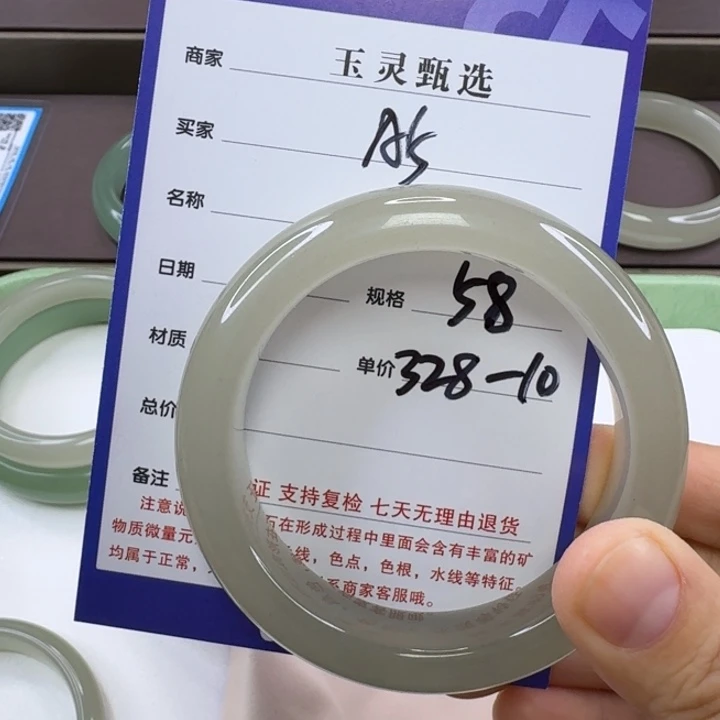 商家 玉灵甄选
买家 A5
名称
日期
规格 58
材质
单价 328-10
总价
备注
证 支持复检 七天无理由退货
注意说 石在形成过程中里面会含有丰富的矿
物质微量元 线，色点，色根，水线等特征，
均属于正常， 系商家客服哦。